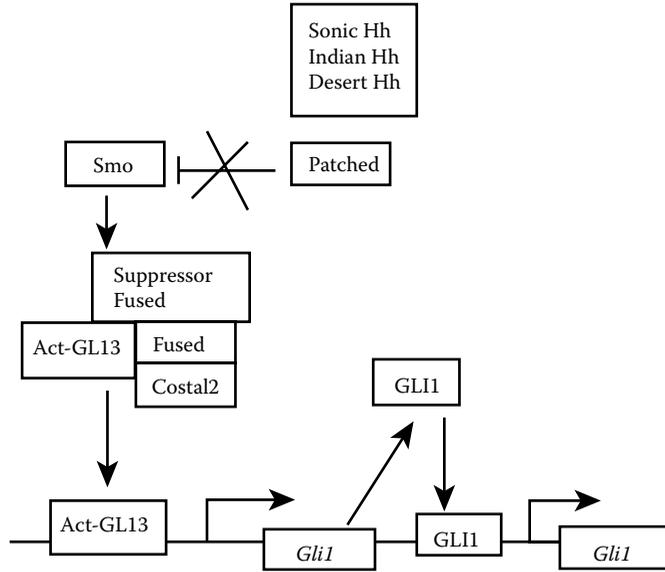 Sonic Hh
Indian Hh
Desert Hh
Smo
Patched
Suppressor
Fused
Act-GL13
Fused
Costal2
GLI1
Act-GL13
Gli1
GLI1
Gli1